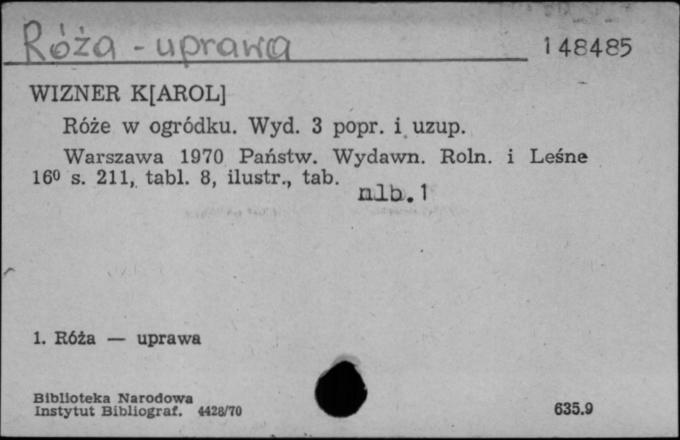 Róża - uprawa
148485
WIZNER K[AROL]
Róże w ogródku. Wyd. 3 popr. i uzup.
Warszawa 1970 Państw. Wydawn. Roln. i Leśne
16⁰ s. 211, tabl. 8, ilustr., tab.
nlb. 1
1. Róża — uprawa
Biblioteka Narodowa
Instytut Bibliograf. 4428/70
635.9